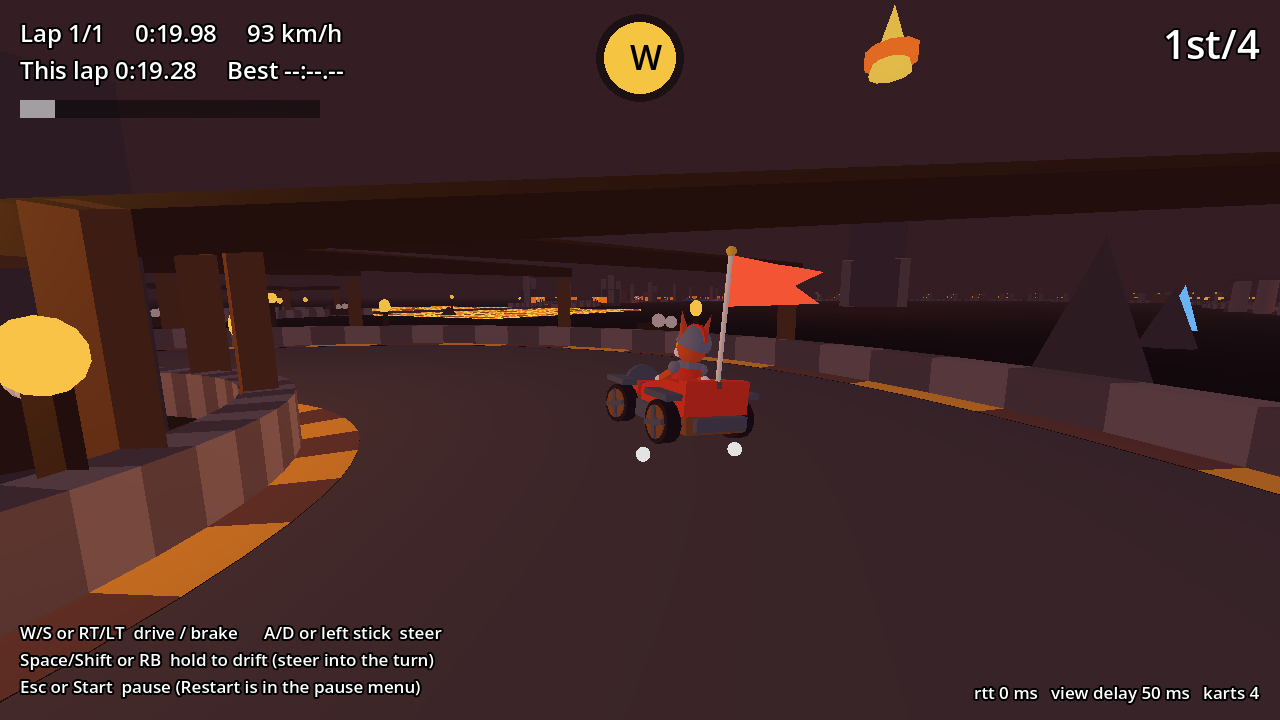 Lap 1/1 0:19.98 93 km/h
This lap 0:19.28 Best --:--.--
W
1st/4
W/S or RT/LT drive / brake A/D or left stick steer
Space/Shift or RB hold to drift (steer into the turn)
Esc or Start pause (Restart is in the pause menu)
rtt 0 ms view delay 50 ms karts 4